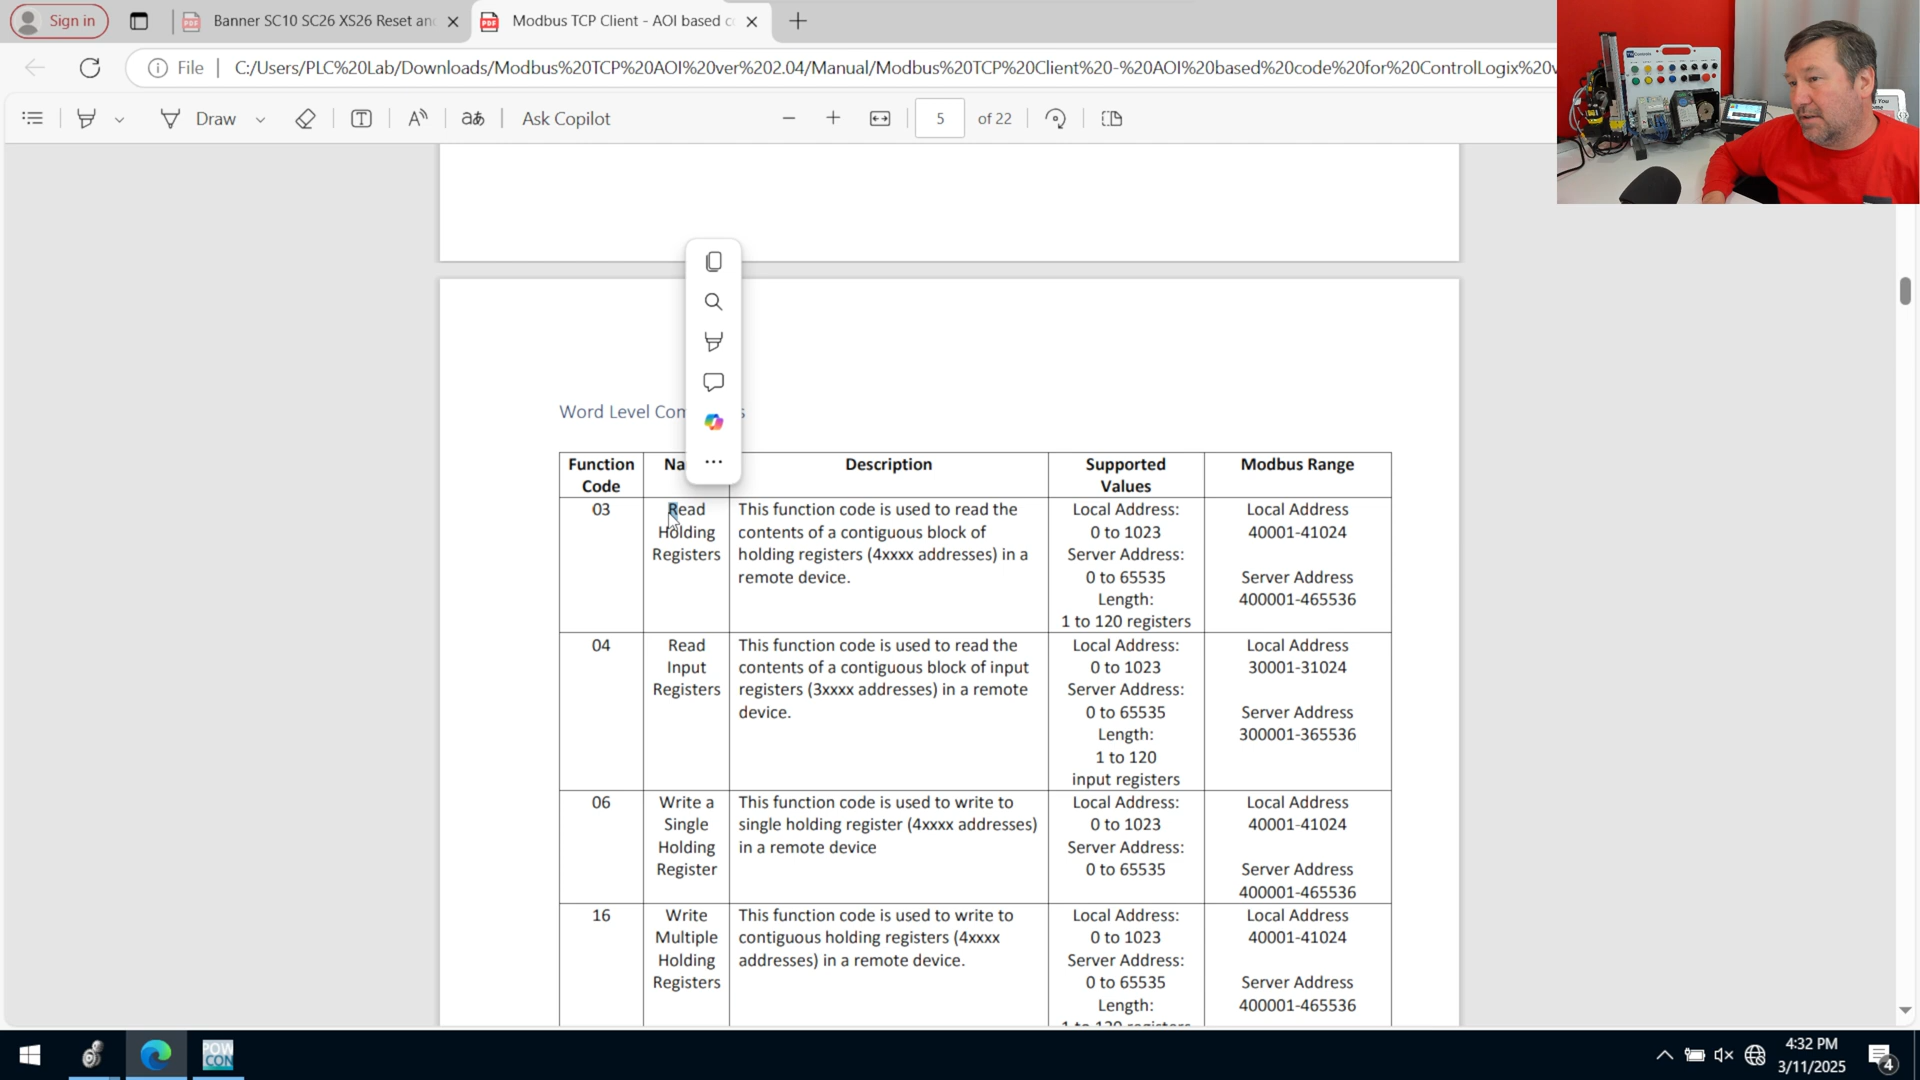 Sign in
Banner SC10 SC26 XS26 Reset and
Modbus TCP Client - AOI based co
File
C:/Users/PLC%20Lab/Downloads/Modbus%20TCP%20AOI%20ver%202.04/Manual/Modbus%20TCP%20Client%20-%20AOI%20based%20code%20for%20ControlLogix%20v
Draw
Ask Copilot
5
of 22
Word Level Com s
Function Code
Na
Description
Supported Values
Modbus Range
03
Read
Holding
Registers
This function code is used to read the
contents of a contiguous block of
holding registers (4xxxx addresses) in a
remote device.
Local Address:
0 to 1023
Server Address:
0 to 65535
Length:
1 to 120 registers
Local Address
40001-41024
Server Address
400001-465536
04
Read
Input
Registers
This function code is used to read the
contents of a contiguous block of input
registers (3xxxx addresses) in a remote
device.
Local Address:
0 to 1023
Server Address:
0 to 65535
Length:
1 to 120
input registers
Local Address
30001-31024
Server Address
300001-365536
06
Write a
Single
Holding
Register
This function code is used to write to
single holding register (4xxxx addresses)
in a remote device
Local Address:
0 to 1023
Server Address:
0 to 65535
Local Address
40001-41024
Server Address
400001-465536
16
Write
Multiple
Holding
Registers
This function code is used to write to
contiguous holding registers (4xxxx
addresses) in a remote device.
Local Address:
0 to 1023
Server Address:
0 to 65535
Length:
1 to 120 registers
Local Address
40001-41024
Server Address
400001-465536
POW
CON
4:32 PM
3/11/2025
4